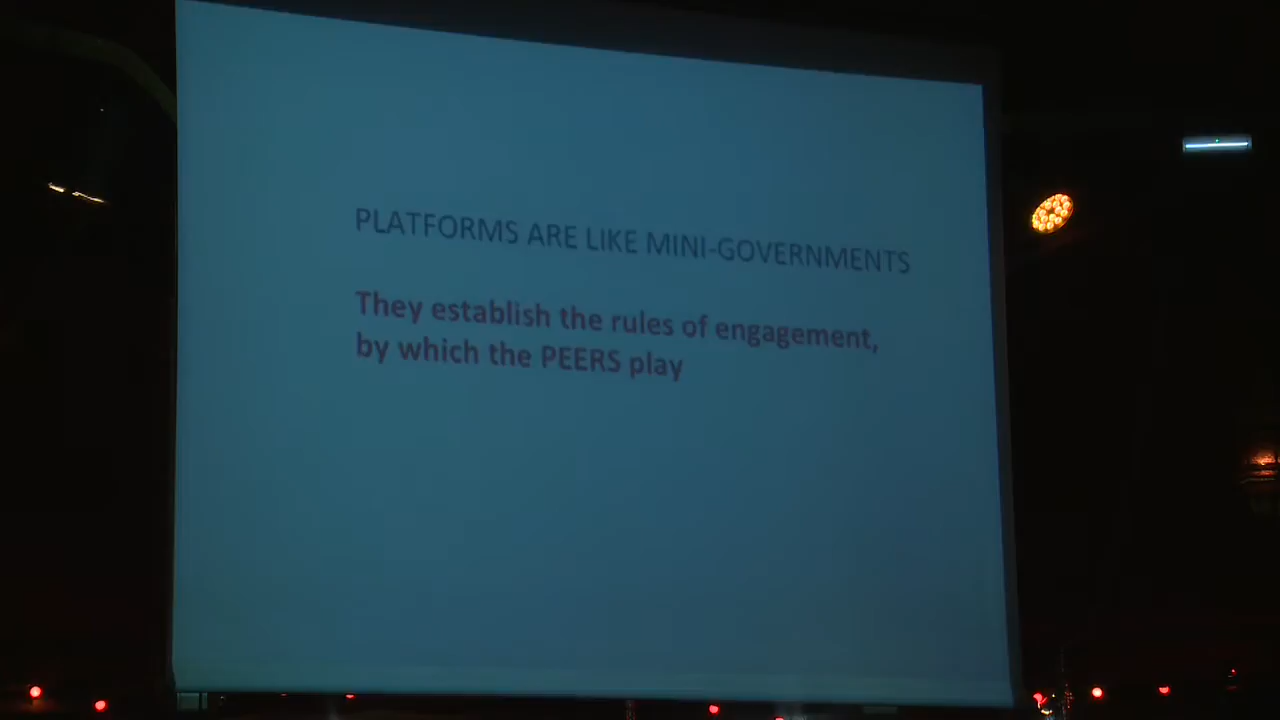 PLATFORMS ARE LIKE MINI-GOVERNMENTS
They establish the rules of engagement,
by which the PEERS play